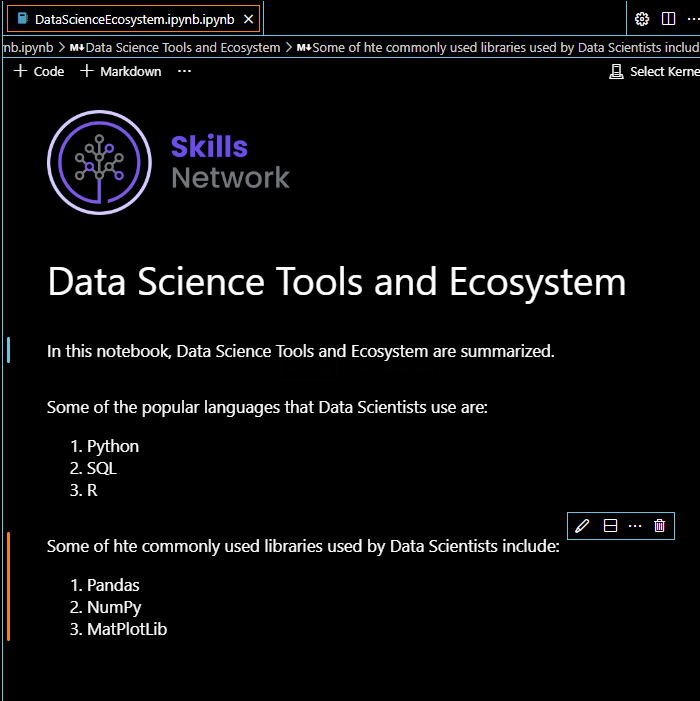 DataScienceEcosystem.ipynb.ipynb
nb.ipynb > M↓Data Science Tools and Ecosystem > M↓Some of hte commonly used libraries used by Data Scientists includ
+ Code + Markdown ... Select Kerne
Skills
Network
Data Science Tools and Ecosystem
In this notebook, Data Science Tools and Ecosystem are summarized.
Some of the popular languages that Data Scientists use are:
1. Python
2. SQL
3. R
Some of hte commonly used libraries used by Data Scientists include:
1. Pandas
2. NumPy
3. MatPlotLib